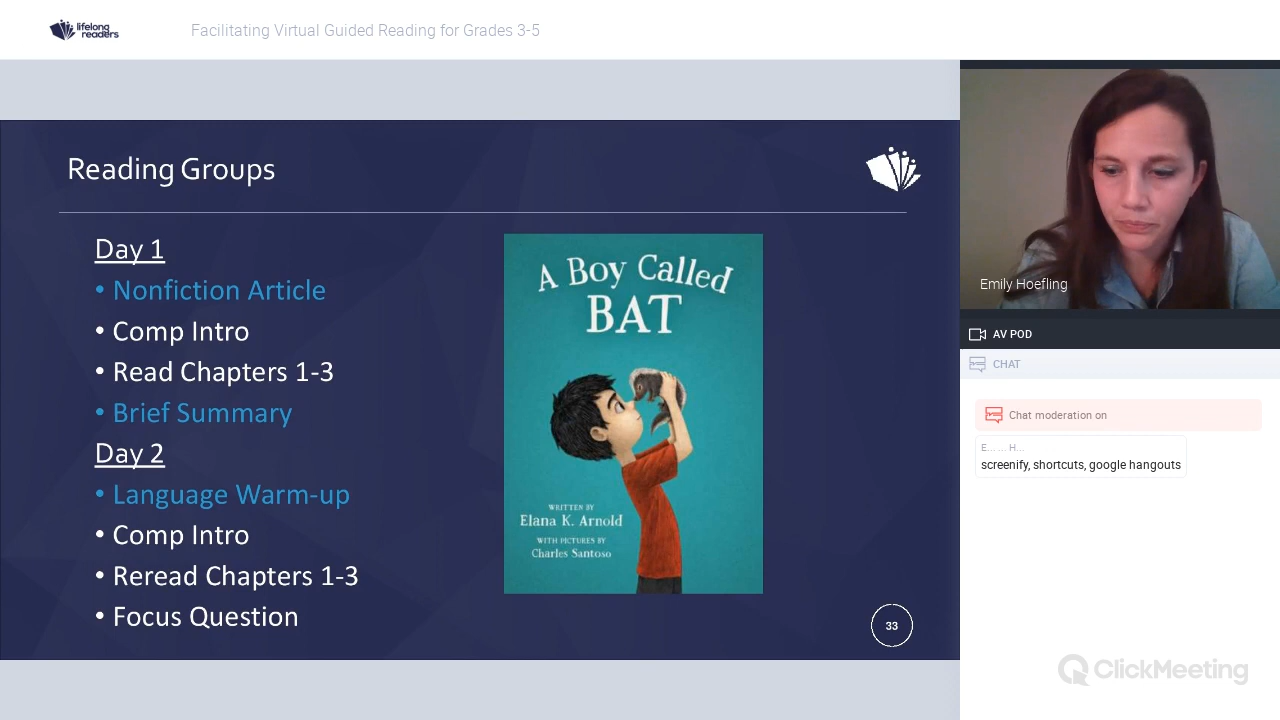 lifelong
readers
Facilitating Virtual Guided Reading for Grades 3-5
Reading Groups
Day 1
• Nonfiction Article
• Comp Intro
• Read Chapters 1-3
• Brief Summary
Day 2
• Language Warm-up
• Comp Intro
• Reread Chapters 1-3
• Focus Question
A Boy Called
BAT
WRITTEN BY
Elana K. Arnold
WITH PICTURES BY
Charles Santoso
33
Emily Hoefling
AV POD
CHAT
Chat moderation on
E... ... H...
screenify, shortcuts, google hangouts
ClickMeeting